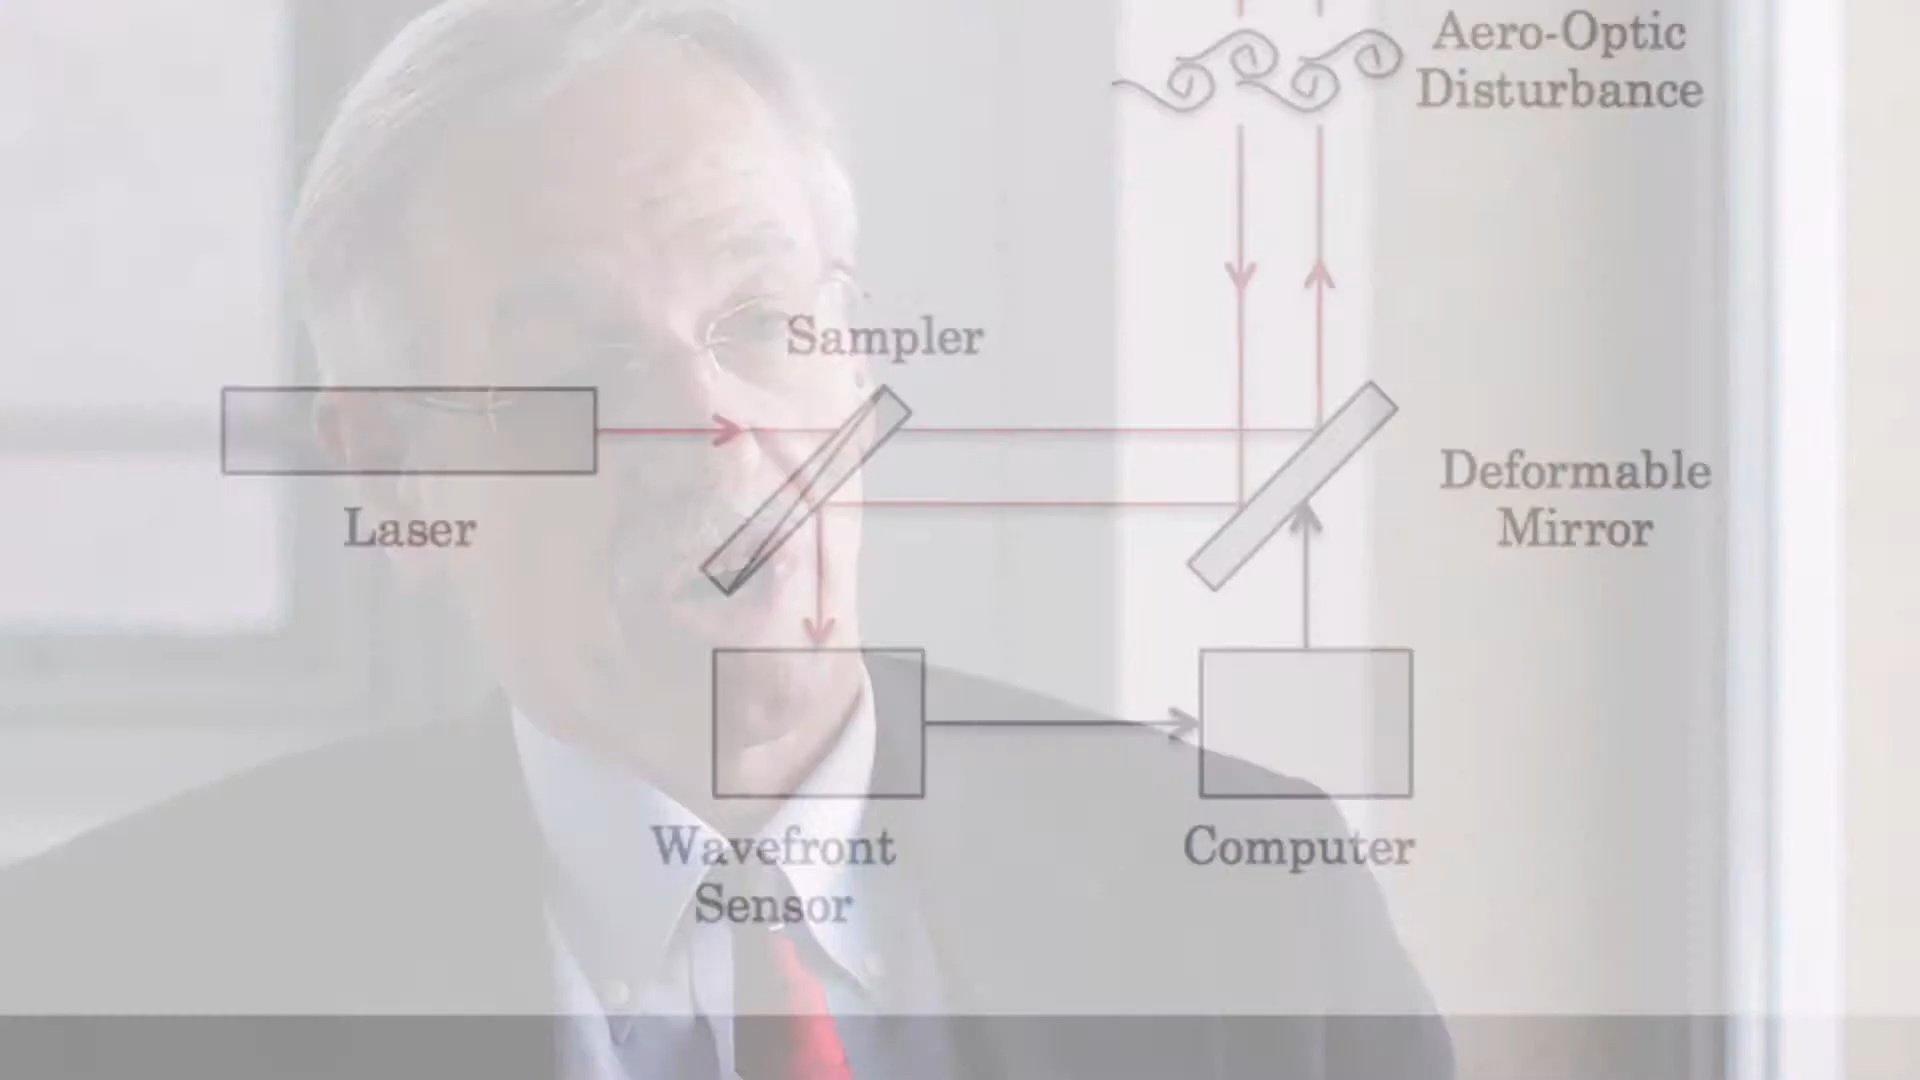 Aero-Optic
Disturbance
Sampler
Laser
Deformable
Mirror
Wavefront
Sensor
Computer